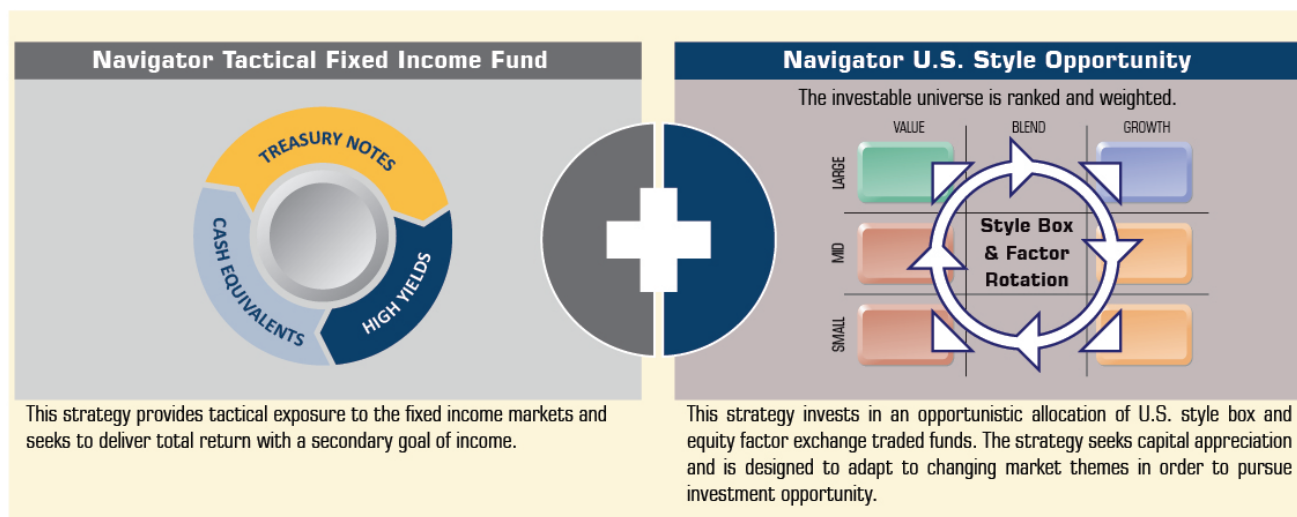 Navigator Tactical Fixed Income Fund
TREASURY NOTES
CASH EQUIVALENTS
HIGH YIELDS
This strategy provides tactical exposure to the fixed income markets and
seeks to deliver total return with a secondary goal of income.
Navigator U.S. Style Opportunity
The investable universe is ranked and weighted.
VALUE BLEND GROWTH
LARGE
MID
SMALL
Style Box
& Factor
Rotation
This strategy invests in an opportunistic allocation of U.S. style box and
equity factor exchange traded funds. The strategy seeks capital appreciation
and is designed to adapt to changing market themes in order to pursue
investment opportunity.